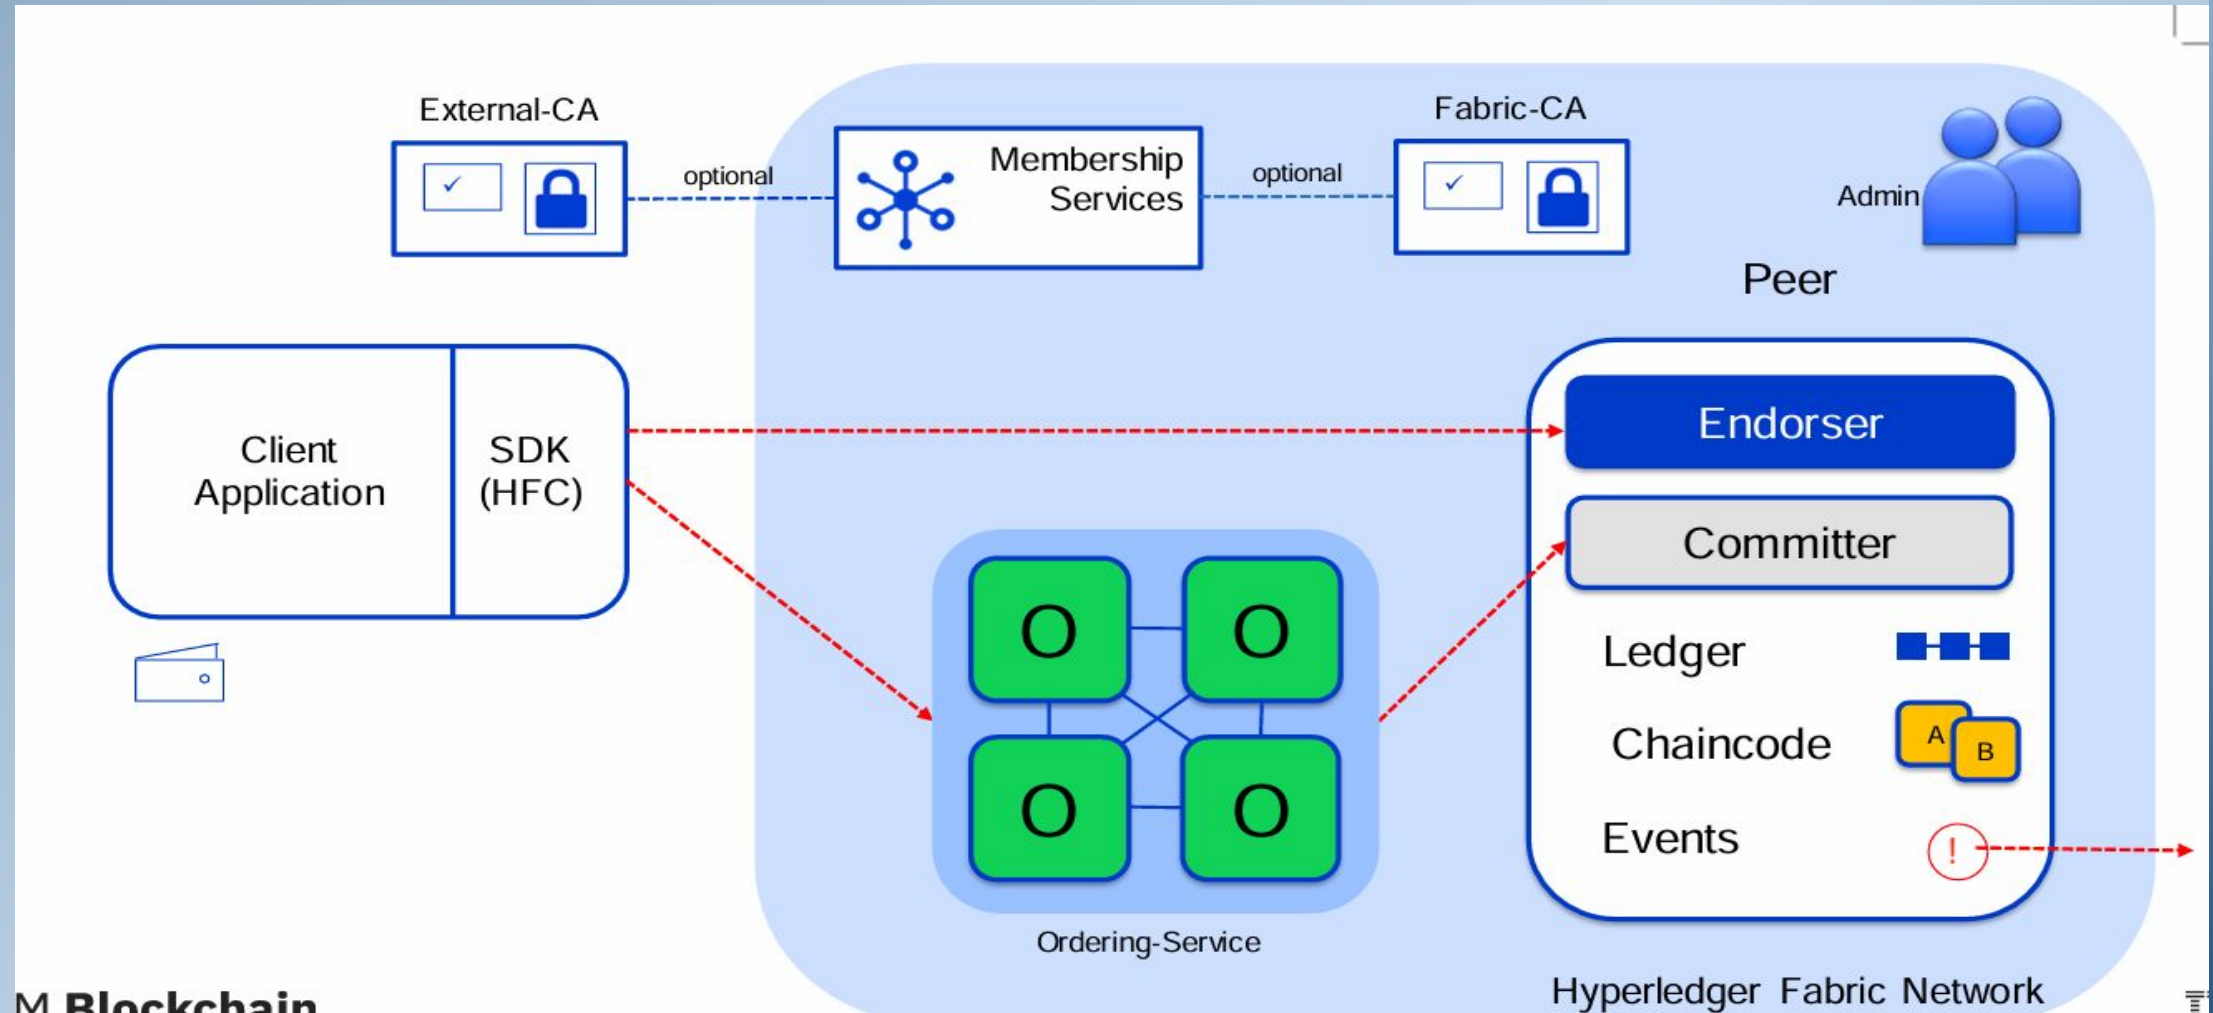 External-CA
optional
Membership
Services
optional
Fabric-CA
Admin
Peer
Client
Application
SDK
(HFC)
Endorser
Committer
Ledger
Chaincode
A
B
Events
!
O
O
O
O
Ordering-Service
Hyperledger Fabric Network
M Blockchain